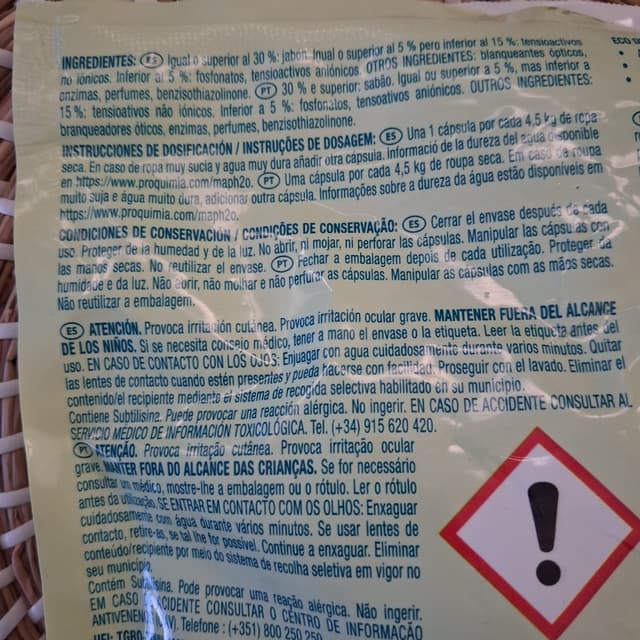 INGREDIENTES: ES Igual o superior al 30 %: jabón. Igual o superior al 5 % pero inferior al 15 %: tensioactivos
no iónicos. Inferior al 5 %: fosfonatos, tensioactivos aniónicos. OTROS INGREDIENTES: blanqueantes ópticos,
enzimas, perfumes, benzisothiazolinone. PT 30 % e superior: sabão. Igual ou superior a 5 %, mas inferior a
15 %: tensoativos não iónicos. Inferior a 5 %: fosfonatos, tensoativos aniónicos. OUTROS INGREDIENTES:
branqueadores óticos, enzimas, perfumes, benzisothiazolinone.
INSTRUCCIONES DE DOSIFICACIÓN / INSTRUÇÕES DE DOSAGEM: ES Una 1 cápsula por cada 4,5 kg de ropa
seca. En caso de ropa muy sucia y agua muy dura añadir otra cápsula. Informació de la dureza del agua disponible
en https://www.proquimia.com/maph2o. PT Uma cápsula por cada 4,5 kg de roupa seca. Em caso de roupa
muito suja e água muito dura, adicionar outra cápsula. Informações sobre a dureza da água estão disponíveis em
https://www.proquimia.com/maph2o.
CONDICIONES DE CONSERVACIÓN / CONDIÇÕES DE CONSERVAÇÃO: ES Cerrar el envase después de cada
uso. Proteger de la humedad y de la luz. No abrir, ni mojar, ni perforar las cápsulas. Manipular las cápsulas con
las manos secas. No reutilizar el envase. PT Fechar a embalagem depois de cada utilização. Proteger da
humidade e da luz. Não abrir, não molhar e não perfurar as cápsulas. Manipular as cápsulas com as mãos secas.
Não reutilizar a embalagem.
ES ATENCIÓN. Provoca irritación cutánea. Provoca irritación ocular grave. MANTENER FUERA DEL ALCANCE
DE LOS NIÑOS. Si se necesita consejo médico, tener a mano el envase o la etiqueta. Leer la etiqueta antes del
uso. EN CASO DE CONTACTO CON LOS OJOS: Enjuagar con agua cuidadosamente durante varios minutos. Quitar
las lentes de contacto cuando estén presentes y pueda hacerse con facilidad. Proseguir con el lavado. Eliminar el
contenido/el recipiente mediante el sistema de recogida selectiva habilitado en su municipio.
Contiene Subtilisina. Puede provocar una reacción alérgica. No ingerir. EN CASO DE ACCIDENTE CONSULTAR AL
SERVICIO MÉDICO DE INFORMACIÓN TOXICOLÓGICA. Tel. (+34) 915 620 420.
PT ATENÇÃO. Provoca irritação cutânea. Provoca irritação ocular
grave. MANTER FORA DO ALCANCE DAS CRIANÇAS. Se for necessário
consultar um médico, mostre-lhe a embalagem ou o rótulo. Ler o rótulo
antes da utilização. SE ENTRAR EM CONTACTO COM OS OLHOS: Enxaguar
cuidadosamente com água durante vários minutos. Se usar lentes de
contacto, retire-as, se tal lhe for possível. Continue a enxaguar. Eliminar
conteúdo/recipiente por meio do sistema de recolha seletiva em vigor no
seu município.
Contém Subtilisina. Pode provocar uma reação alérgica. Não ingerir.
EM CASO ACCIDENTE CONSULTAR O CENTRO DE INFORMAÇÃO
Telefone : (+351) 800 250 250
ECO